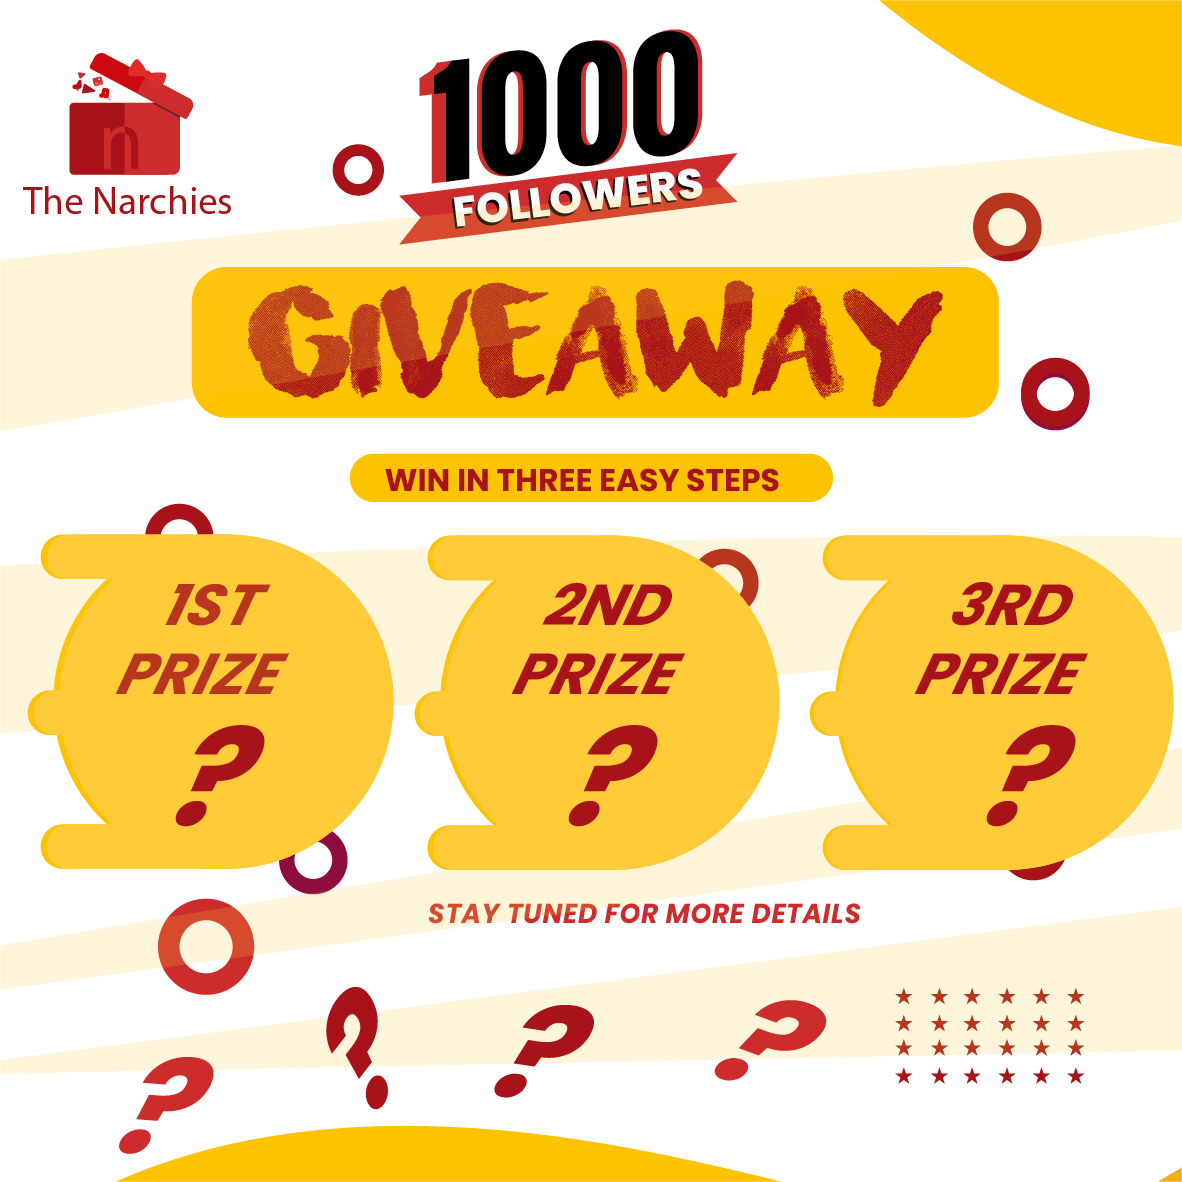 n
The Narchies
1000
FOLLOWERS
GIVEAWAY
WIN IN THREE EASY STEPS
1ST
PRIZE
?
2ND
PRIZE
?
3RD
PRIZE
?
STAY TUNED FOR MORE DETAILS
? ? ? ?